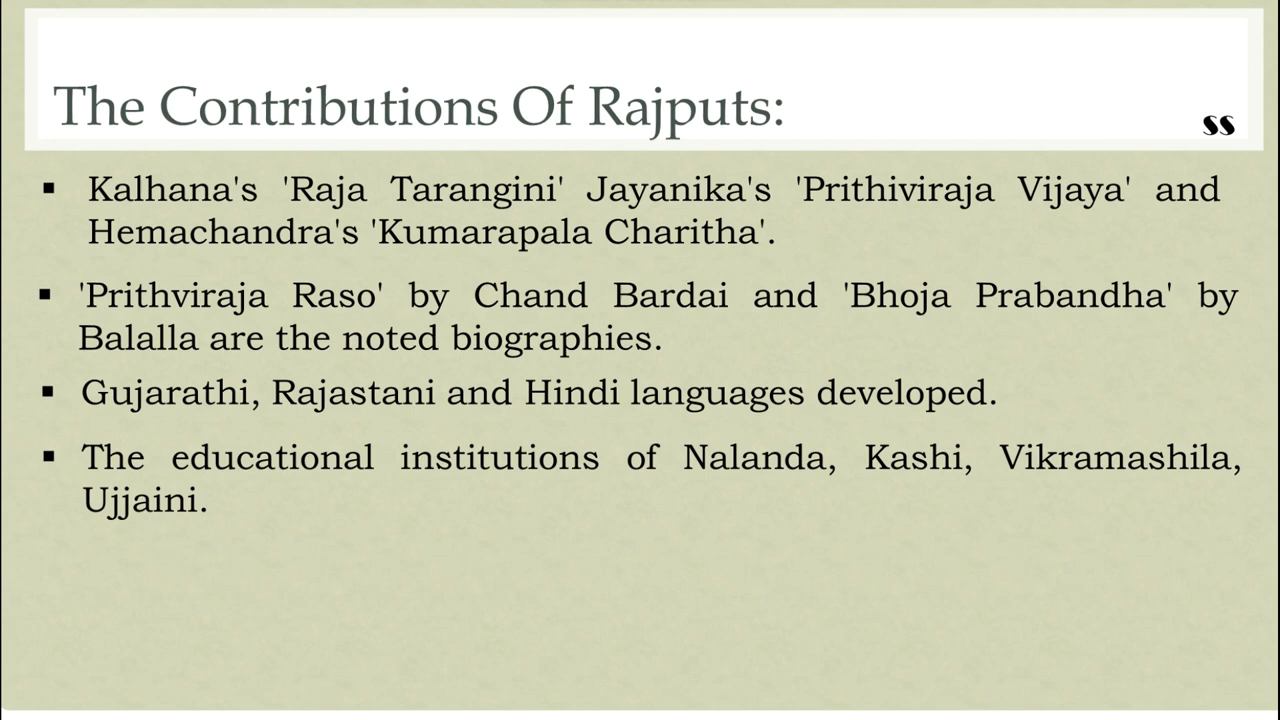 The Contributions Of Rajputs:
SS
▪ Kalhana's 'Raja Tarangini' Jayanika's 'Prithiviraja Vijaya' and
Hemachandra's 'Kumarapala Charitha'.
▪ 'Prithviraja Raso' by Chand Bardai and 'Bhoja Prabandha' by
Balalla are the noted biographies.
▪ Gujarathi, Rajastani and Hindi languages developed.
▪ The educational institutions of Nalanda, Kashi, Vikramashila,
Ujjaini.